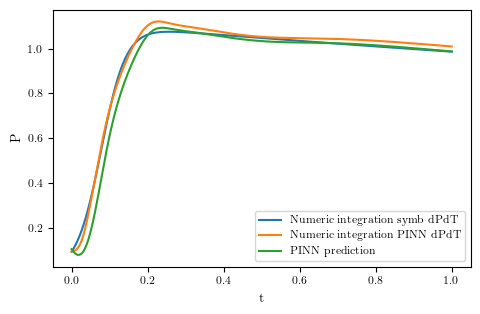 P
1.0
0.8
0.6
0.4
0.2
Numeric integration symb dPdT
Numeric integration PINN dPdT
PINN prediction
0.0 0.2 0.4 0.6 0.8 1.0
t